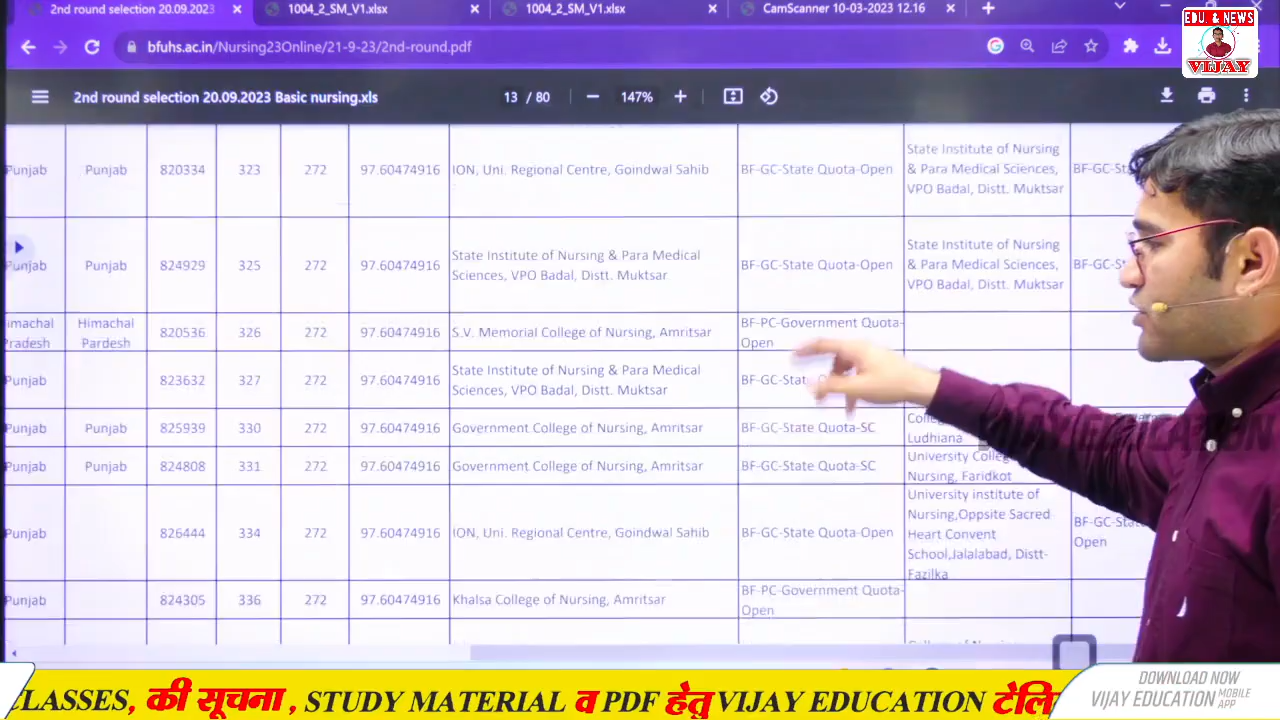 2nd round selection 20.09.2023
1004_2_SM_V1.xlsx
1004_2_SM_V1.xlsx
CamScanner 10-03-2023 12.16
EDU. & NEWS
VIJAY
bfuhs.ac.in/Nursing23Online/21-9-23/2nd-round.pdf
2nd round selection 20.09.2023 Basic nursing.xls
13 / 80
147%
Punjab Punjab 820334 323 272 97.60474916 ION, Uni. Regional Centre, Goindwal Sahib BF-GC-State Quota-Open
State Institute of Nursing
& Para Medical Sciences,
VPO Badal, Distt. Muktsar
Punjab Punjab 824929 325 272 97.60474916
State Institute of Nursing & Para Medical
Sciences, VPO Badal, Distt. Muktsar
BF-GC-State Quota-Open
State Institute of Nursing
& Para Medical Sciences,
VPO Badal, Distt. Muktsar
Himachal
Pardesh
820536 326 272 97.60474916 S.V. Memorial College of Nursing, Amritsar
BF-PC-Government Quota-
Open
Punjab 823632 327 272 97.60474916
State Institute of Nursing & Para Medical
Sciences, VPO Badal, Distt. Muktsar
BF-GC-State
Punjab Punjab 825939 330 272 97.60474916 Government College of Nursing, Amritsar BF-GC-State Quota-SC
Ludhiana
Punjab Punjab 824808 331 272 97.60474916 Government College of Nursing, Amritsar BF-GC-State Quota-SC
University
Nursing, Faridkot
Punjab 826444 334 272 97.60474916 ION, Uni. Regional Centre, Goindwal Sahib BF-GC-State Quota-Open
University institute of
Nursing,Oppsite Sacred
Heart Convent
School,Jalalabad, Distt-
Fazilka
Open
Punjab 824305 336 272 97.60474916 Khalsa College of Nursing, Amritsar
BF-PC-Government Quota-
Open
VIJAY EDUCATION
CLASSES, की सूचना , STUDY MATERIAL व PDF हेतु VIJAY EDUCATION
DOWNLOAD NOW
VIJAY EDUCATION MOBILE APP